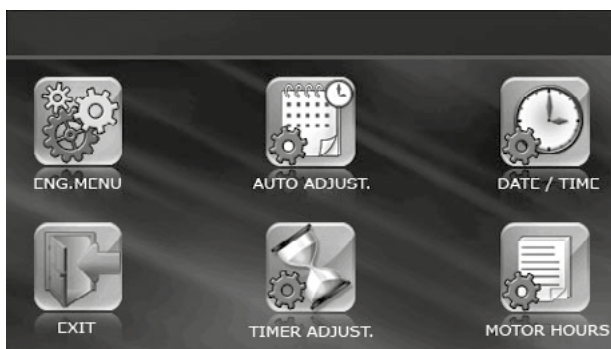 ENG.MENU
AUTO ADJUST.
DATE / TIME
EXIT
TIMER ADJUST.
MOTOR HOURS